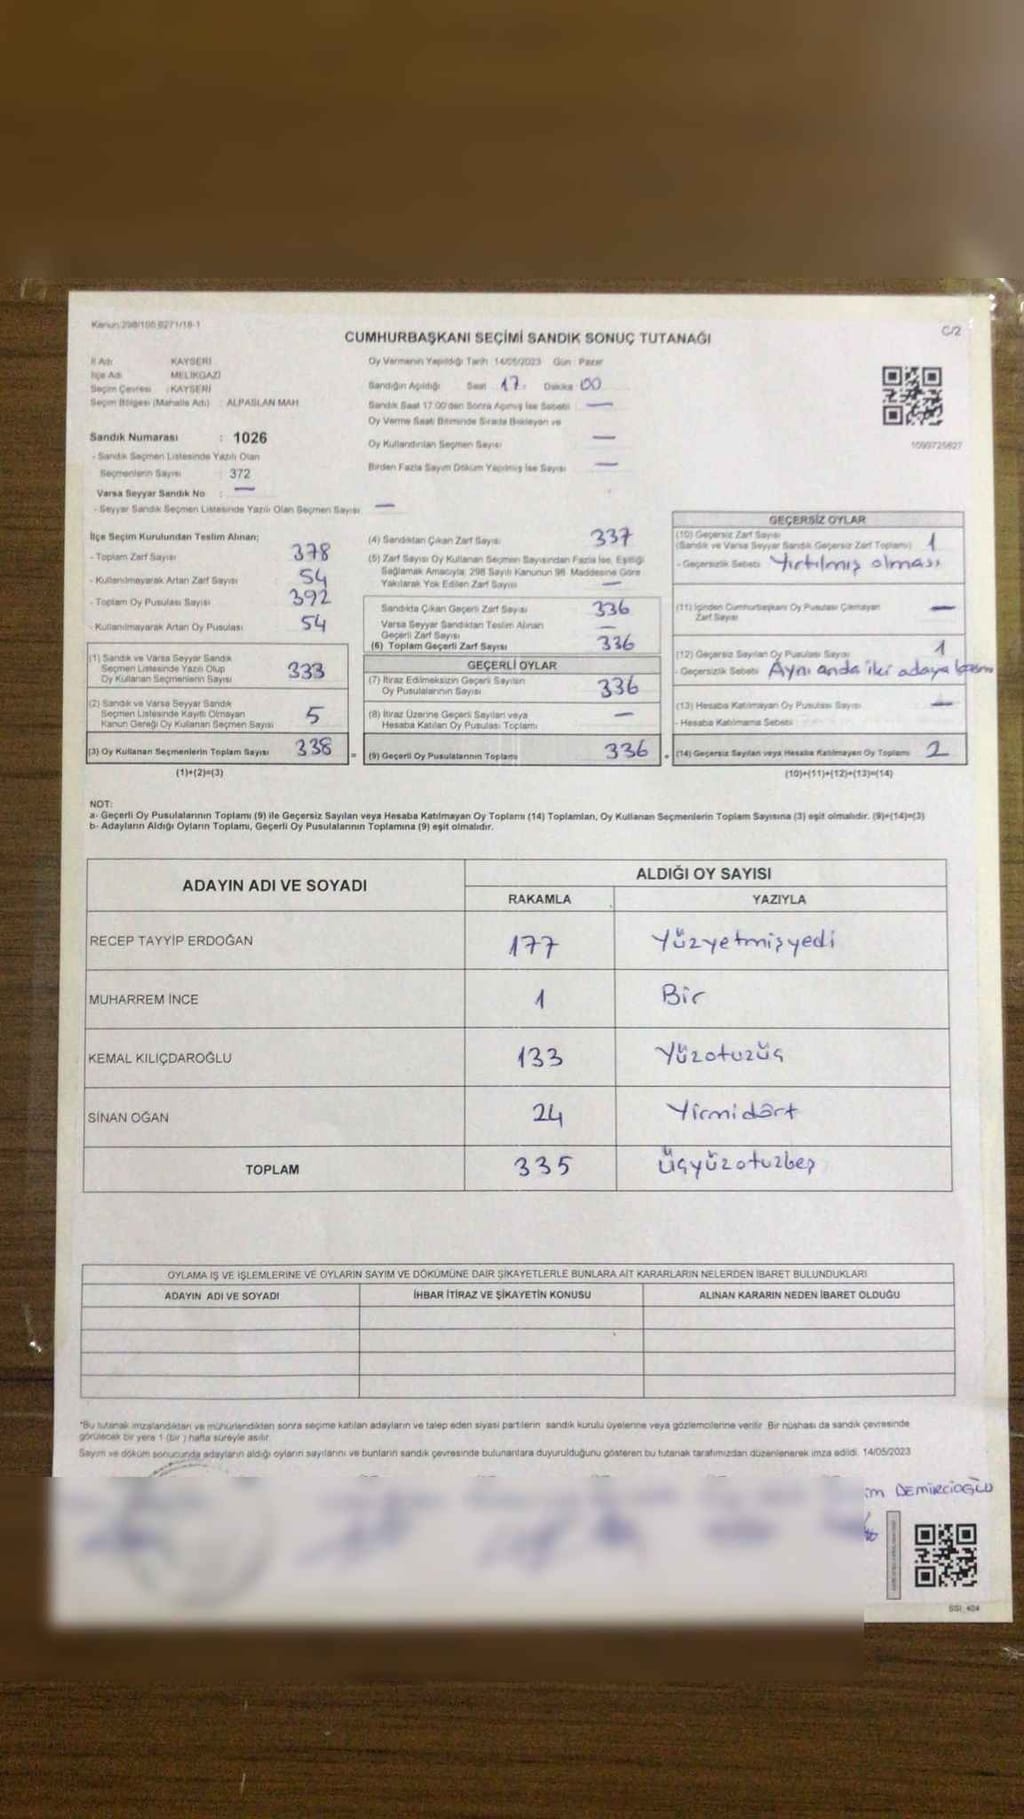 Kanun:298/105 6271/16-1
C/2
CUMHURBAŞKANI SEÇİMİ SANDIK SONUÇ TUTANAĞI
İl Adı KAYSERİ
İlçe Adı MELİKGAZİ
Seçim Çevresi : KAYSERİ
Seçim Bölgesi (Mahalle Adı) : ALPASLAN MAH
Sandık Numarası : 1026
- Sandık Seçmen Listesinde Yazılı Olan
Seçmenlerin Sayısı : 372
Varsa Seyyar Sandık No : —
- Seyyar Sandık Seçmen Listesinde Yazılı Olan Seçmen Sayısı —
Oy Vermenin Yapıldığı Tarih 14/05/2023 Gün : Pazar
Sandığın Açıldığı Saat 17: Dakika 00
Sandık Saat 17.00'den Sonra Açılmış İse Sebebi —
Oy Verme Saati Bitiminde Sırada Bekleyen ve
Oy Kullandırılan Seçmen Sayısı —
Birden Fazla Sayım Döküm Yapılmış İse Sayısı —
1090725627
İlçe Seçim Kurulundan Teslim Alınan;
- Toplam Zarf Sayısı 378
- Kullanılmayarak Artan Zarf Sayısı 54
- Toplam Oy Pusulası Sayısı 392
- Kullanılmayarak Artan Oy Pusulası 54
(1) Sandık ve Varsa Seyyar Sandık
Seçmen Listesinde Yazılı Olup
Oy Kullanan Seçmenlerin Sayısı 333
(2) Sandık ve Varsa Seyyar Sandık
Seçmen Listesinde Kayıtlı Olmayan
Kanun Gereği Oy Kullanan Seçmen Sayısı 5
(3) Oy Kullanan Seçmenlerin Toplam Sayısı 338
(1)+(2)=(3)
(4) Sandıktan Çıkan Zarf Sayısı 337
(5) Zarf Sayısı Oy Kullanan Seçmen Sayısından Fazla İse, Eşitliği
Sağlamak Amacıyla; 298 Sayılı Kanunun 98. Maddesine Göre
Yakılarak Yok Edilen Zarf Sayısı —
Sandıkta Çıkan Geçerli Zarf Sayısı 336
Varsa Seyyar Sandıktan Teslim Alınan
Geçerli Zarf Sayısı —
(6) Toplam Geçerli Zarf Sayısı 336
GEÇERLİ OYLAR
(7) İtiraz Edilmeksizin Geçerli Sayılan
Oy Pusulalarının Sayısı 336
(8) İtiraz Üzerine Geçerli Sayılan veya
Hesaba Katılan Oy Pusulası Toplamı —
= (9) Geçerli Oy Pusulalarının Toplamı 336
GEÇERSİZ OYLAR
(10) Geçersiz Zarf Sayısı
(Sandık ve Varsa Seyyar Sandık Geçersiz Zarf Toplamı) 1
- Geçersizlik Sebebi Yırtılmış olması
(11) İçinden Cumhurbaşkanı Oy Pusulası Çıkmayan
Zarf Sayısı —
(12) Geçersiz Sayılan Oy Pusulası Sayısı 1
- Geçersizlik Sebebi Aynı anda iki adaya
(13) Hesaba Katılmayan Oy Pusulası Sayısı —
- Hesaba Katılmama Sebebi
+ (14) Geçersiz Sayılan veya Hesaba Katılmayan Oy Toplamı 2
(10)+(11)+(12)+(13)=(14)
NOT:
a- Geçerli Oy Pusulalarının Toplamı (9) ile Geçersiz Sayılan veya Hesaba Katılmayan Oy Toplamı (14) Toplamları, Oy Kullanan Seçmenlerin Toplam Sayısına (3) eşit olmalıdır. (9)+(14)=(3)
b- Adayların Aldığı Oyların Toplamı, Geçerli Oy Pusulalarının Toplamına (9) eşit olmalıdır.
ADAYIN ADI VE SOYADI
ALDIĞI OY SAYISI
RAKAMLA YAZIYLA
RECEP TAYYİP ERDOĞAN 177 Yüzyetmişyedi
MUHARREM İNCE 1 Bir
KEMAL KILIÇDAROĞLU 133 Yüzotuzüç
SİNAN OĞAN 24 Yirmidört
TOPLAM 335 Üçyüzotuzbeş
OYLAMA İŞ VE İŞLEMLERİNE VE OYLARIN SAYIM VE DÖKÜMÜNE DAİR ŞİKAYETLERLE BUNLARA AİT KARARLARIN NELERDEN İBARET BULUNDUKLARI
ADAYIN ADI VE SOYADI İHBAR İTİRAZ VE ŞİKAYETİN KONUSU ALINAN KARARIN NEDEN İBARET OLDUĞU
*Bu tutanak imzalandıktan ve mühürlendikten sonra seçime katılan adayların ve talep eden siyasi partilerin sandık kurulu üyelerine veya gözlemcilerine verilir. Bir nüshası da sandık çevresinde
görülecek bir yere 1 (bir ) hafta süreyle asılır.
Sayım ve döküm sonucunda adayların aldığı oyların sayılarını ve bunların sandık çevresinde bulunanlara duyurulduğunu gösteren bu tutanak tarafımızdan düzenlenerek imza edildi. 14/05/2023
DEMİRCİOĞLU